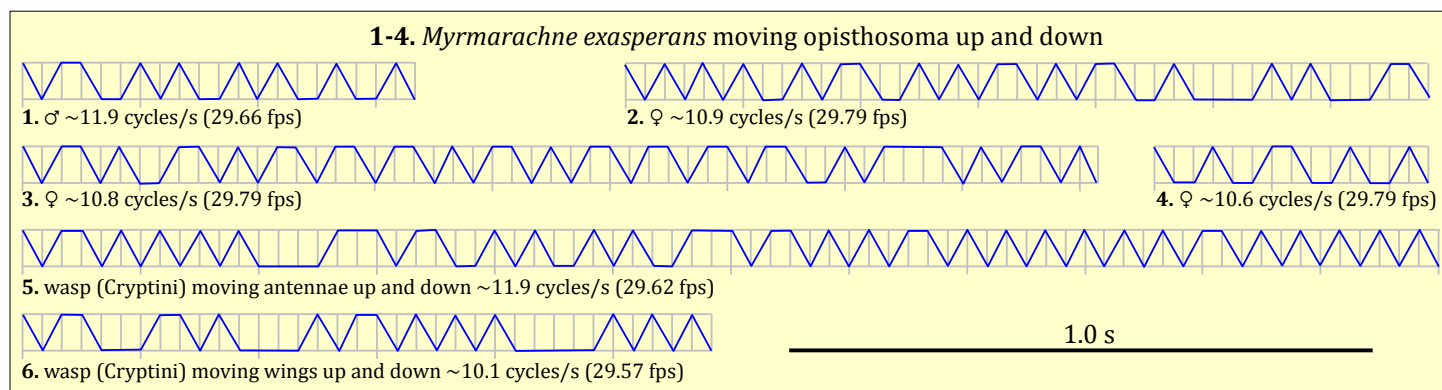 1-4. Myrmarachne exasperans moving opisthosoma up and down
1. ♂ ~11.9 cycles/s (29.66 fps)
2. ♀ ~10.9 cycles/s (29.79 fps)
3. ♀ ~10.8 cycles/s (29.79 fps)
4. ♀ ~10.6 cycles/s (29.79 fps)
5. wasp (Cryptini) moving antennae up and down ~11.9 cycles/s (29.62 fps)
1.0 s
6. wasp (Cryptini) moving wings up and down ~10.1 cycles/s (29.57 fps)